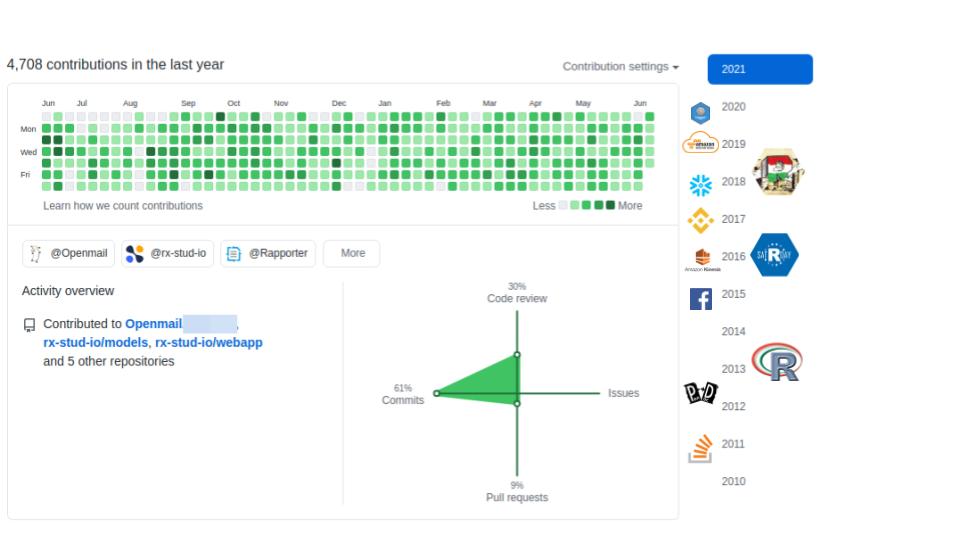 4,708 contributions in the last year
Contribution settings
2021
Jun Jul Aug Sep Oct Nov Dec Jan Feb Mar Apr May Jun
Mon
Wed
Fri
Learn how we count contributions
Less More
@Openmail @rx-stud-io @Rapporter More
Activity overview
Contributed to Openmail ,
rx-stud-io/models, rx-stud-io/webapp
and 5 other repositories
30%
Code review
61%
Commits
Issues
9%
Pull requests
2020
2019
amazon
2018
2017
2016
Amazon Kinesis
R
2015
2014
2013
R
2012
2011
2010